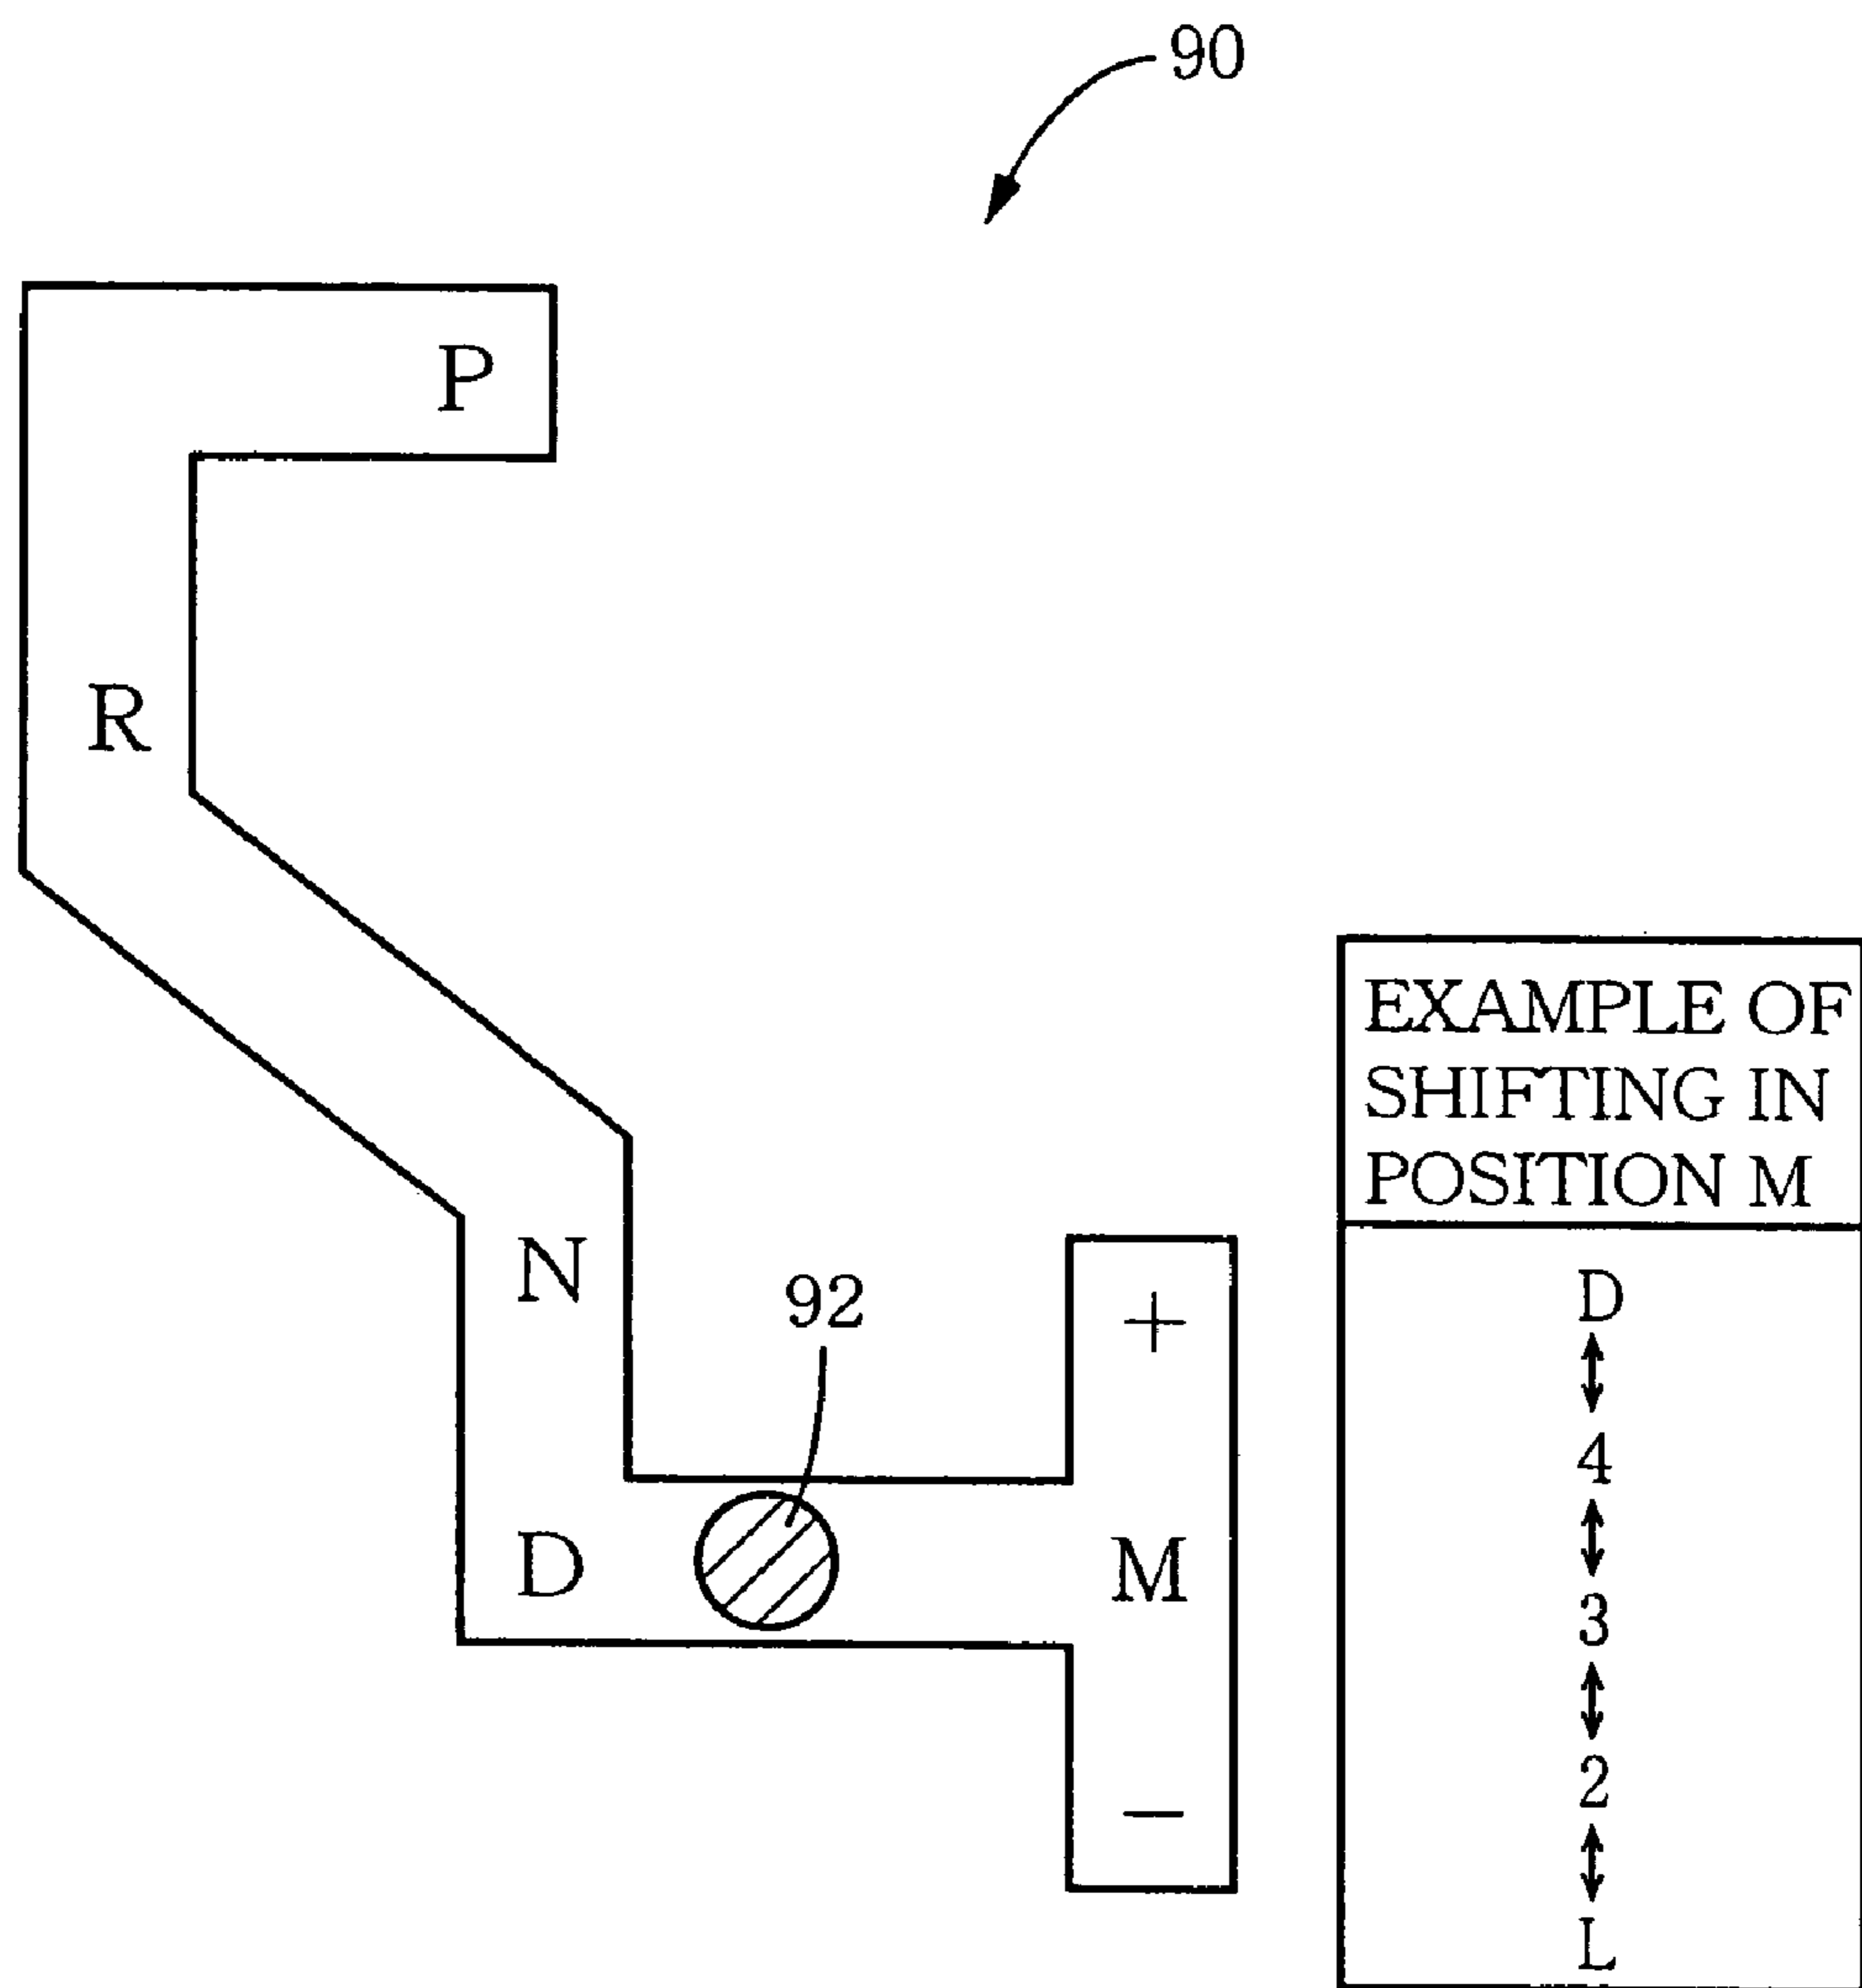 90
P
R
N
92
+
D
M
−
EXAMPLE OF
SHIFTING IN
POSITION M
D
4
3
2
L